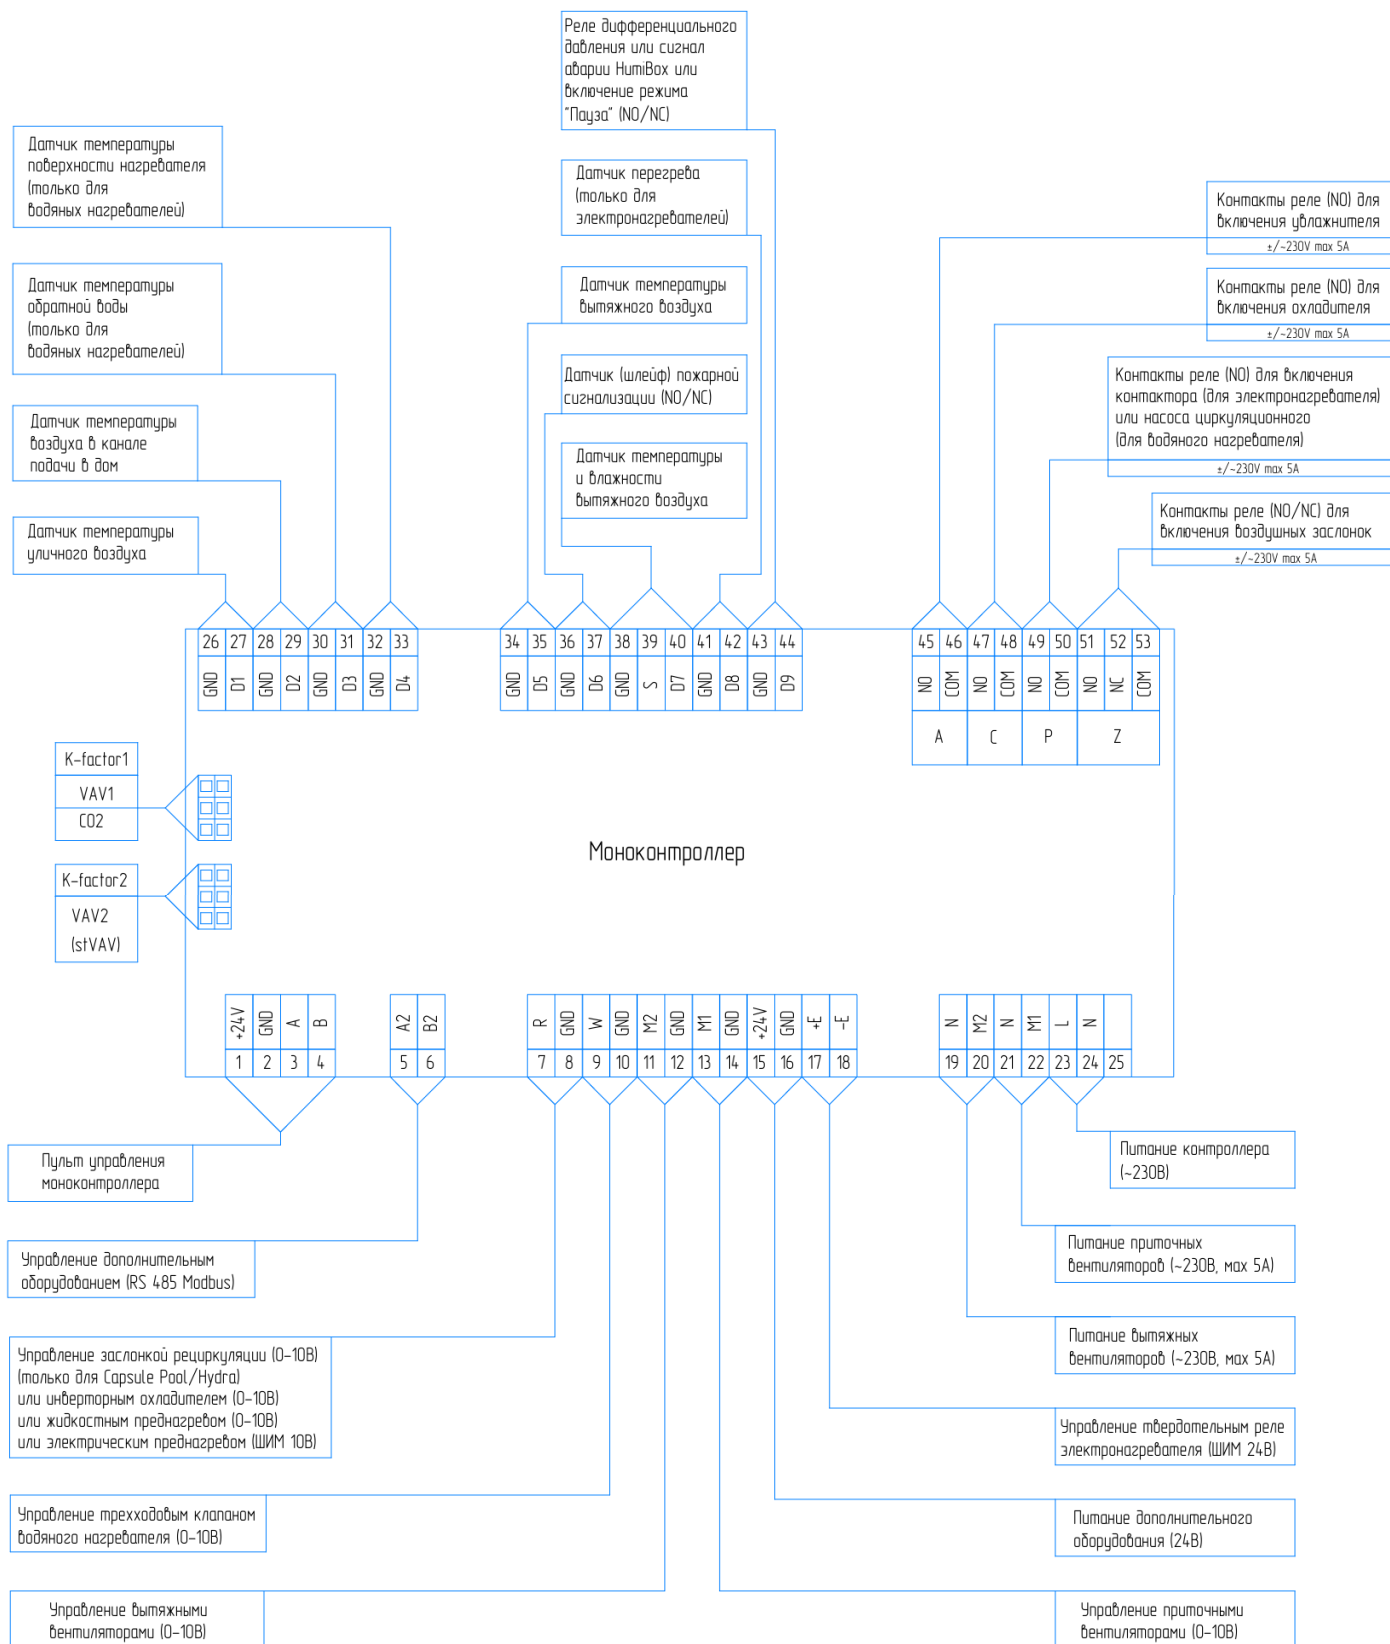 Реле дифференциального
давления или сигнал
аварии HumiBox или
включение режима
"Пауза" (NO/NC)
Датчик температуры
поверхности нагревателя
(только для
водяных нагревателей)
Датчик перегрева
(только для
электронагревателей)
Контакты реле (NO) для
включения увлажнителя
±/~230V max 5A
Датчик температуры
обратной воды
(только для
водяных нагревателей)
Датчик температуры
вытяжного воздуха
Контакты реле (NO) для
включения охладителя
±/~230V max 5A
Датчик (шлейф) пожарной
сигнализации (NO/NC)
Контакты реле (NO) для включения
контактора (для электронагревателя)
или насоса циркуляционного
(для водяного нагревателя)
±/~230V max 5A
Датчик температуры
воздуха в канале
подачи в дом
Датчик температуры
и влажности
вытяжного воздуха
Контакты реле (NO/NC) для
включения воздушных заслонок
±/~230V max 5A
Датчик температуры
уличного воздуха
26 27 28 29 30 31 32 33
GND D1 GND D2 GND D3 GND D4
34 35 36 37 38 39 40 41 42 43 44
GND D5 GND D6 GND S D7 GND D8 GND D9
45 46 47 48 49 50 51 52 53
NO COM NO COM NO COM NO NC COM
A C P Z
K-factor1
VAV1
CO2
Моноконтроллер
K-factor2
VAV2
(stVAV)
+24V GND A B
1 2 3 4
A2 B2
5 6
R GND W GND M2 GND M1 GND +24V GND +E -E
7 8 9 10 11 12 13 14 15 16 17 18
N M2 N M1 L N
19 20 21 22 23 24 25
Пульт управления
моноконтроллера
Питание контроллера
(~230В)
Управление дополнительным
оборудованием (RS 485 Modbus)
Питание приточных
вентиляторов (~230В, мах 5А)
Питание вытяжных
вентиляторов (~230В, мах 5А)
Управление заслонкой рециркуляции (0-10В)
(только для Capsule Pool/Hydra)
или инверторным охладителем (0-10В)
или жидкостным преднагревом (0-10В)
или электрическим преднагревом (ШИМ 10В)
Управление твердотельным реле
электронагревателя (ШИМ 24В)
Управление трехходовым клапаном
водяного нагревателя (0-10В)
Питание дополнительного
оборудования (24В)
Управление вытяжными
вентиляторами (0-10В)
Управление приточными
вентиляторами (0-10В)